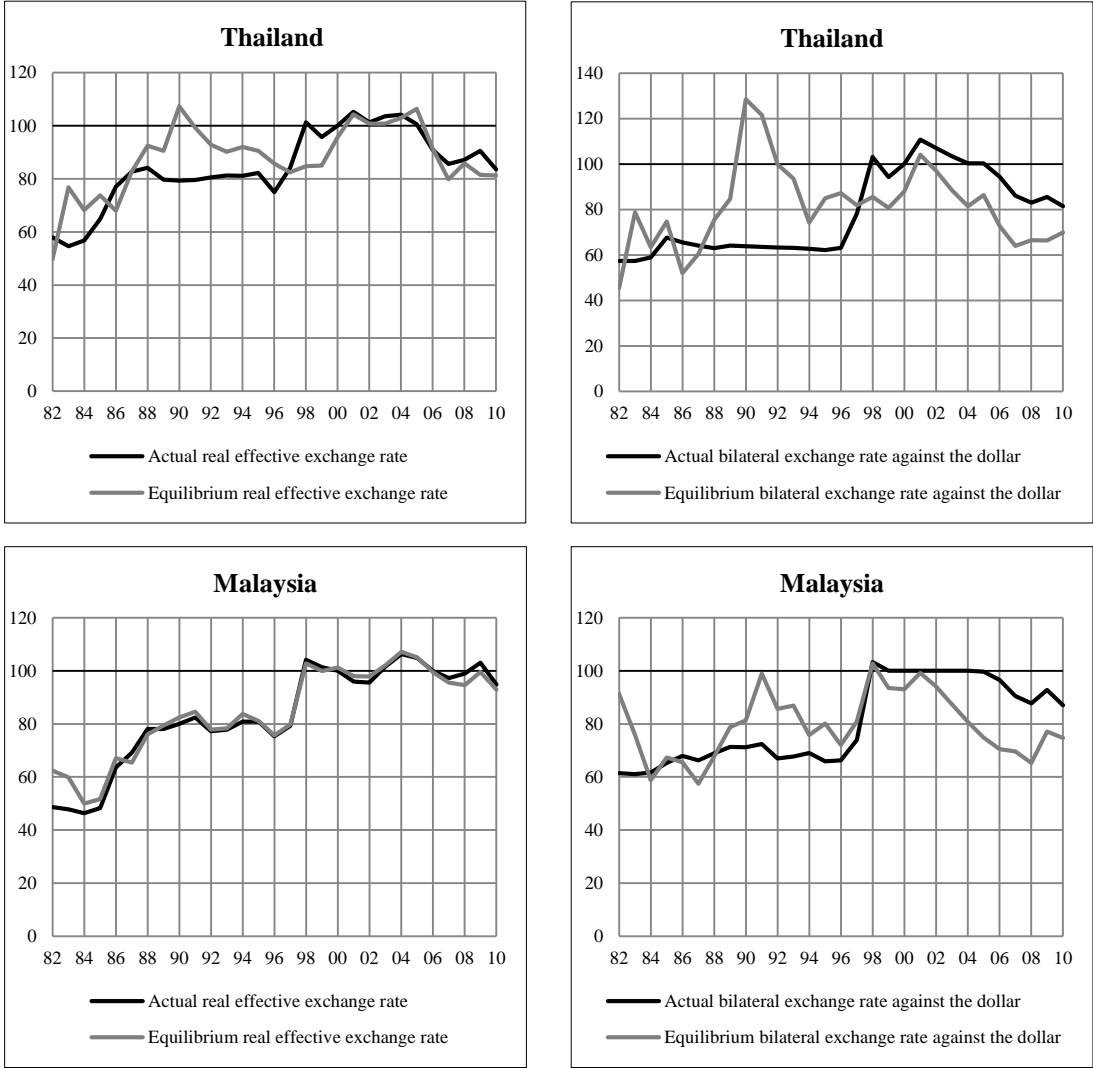 Thailand
120
100
80
60
40
20
0
82 84 86 88 90 92 94 96 98 00 02 04 06 08 10
Actual real effective exchange rate
Equilibrium real effective exchange rate
Thailand
140
120
100
80
60
40
20
0
82 84 86 88 90 92 94 96 98 00 02 04 06 08 10
Actual bilateral exchange rate against the dollar
Equilibrium bilateral exchange rate against the dollar
Malaysia
120
100
80
60
40
20
0
82 84 86 88 90 92 94 96 98 00 02 04 06 08 10
Actual real effective exchange rate
Equilibrium real effective exchange rate
Malaysia
120
100
80
60
40
20
0
82 84 86 88 90 92 94 96 98 00 02 04 06 08 10
Actual bilateral exchange rate against the dollar
Equilibrium bilateral exchange rate against the dollar